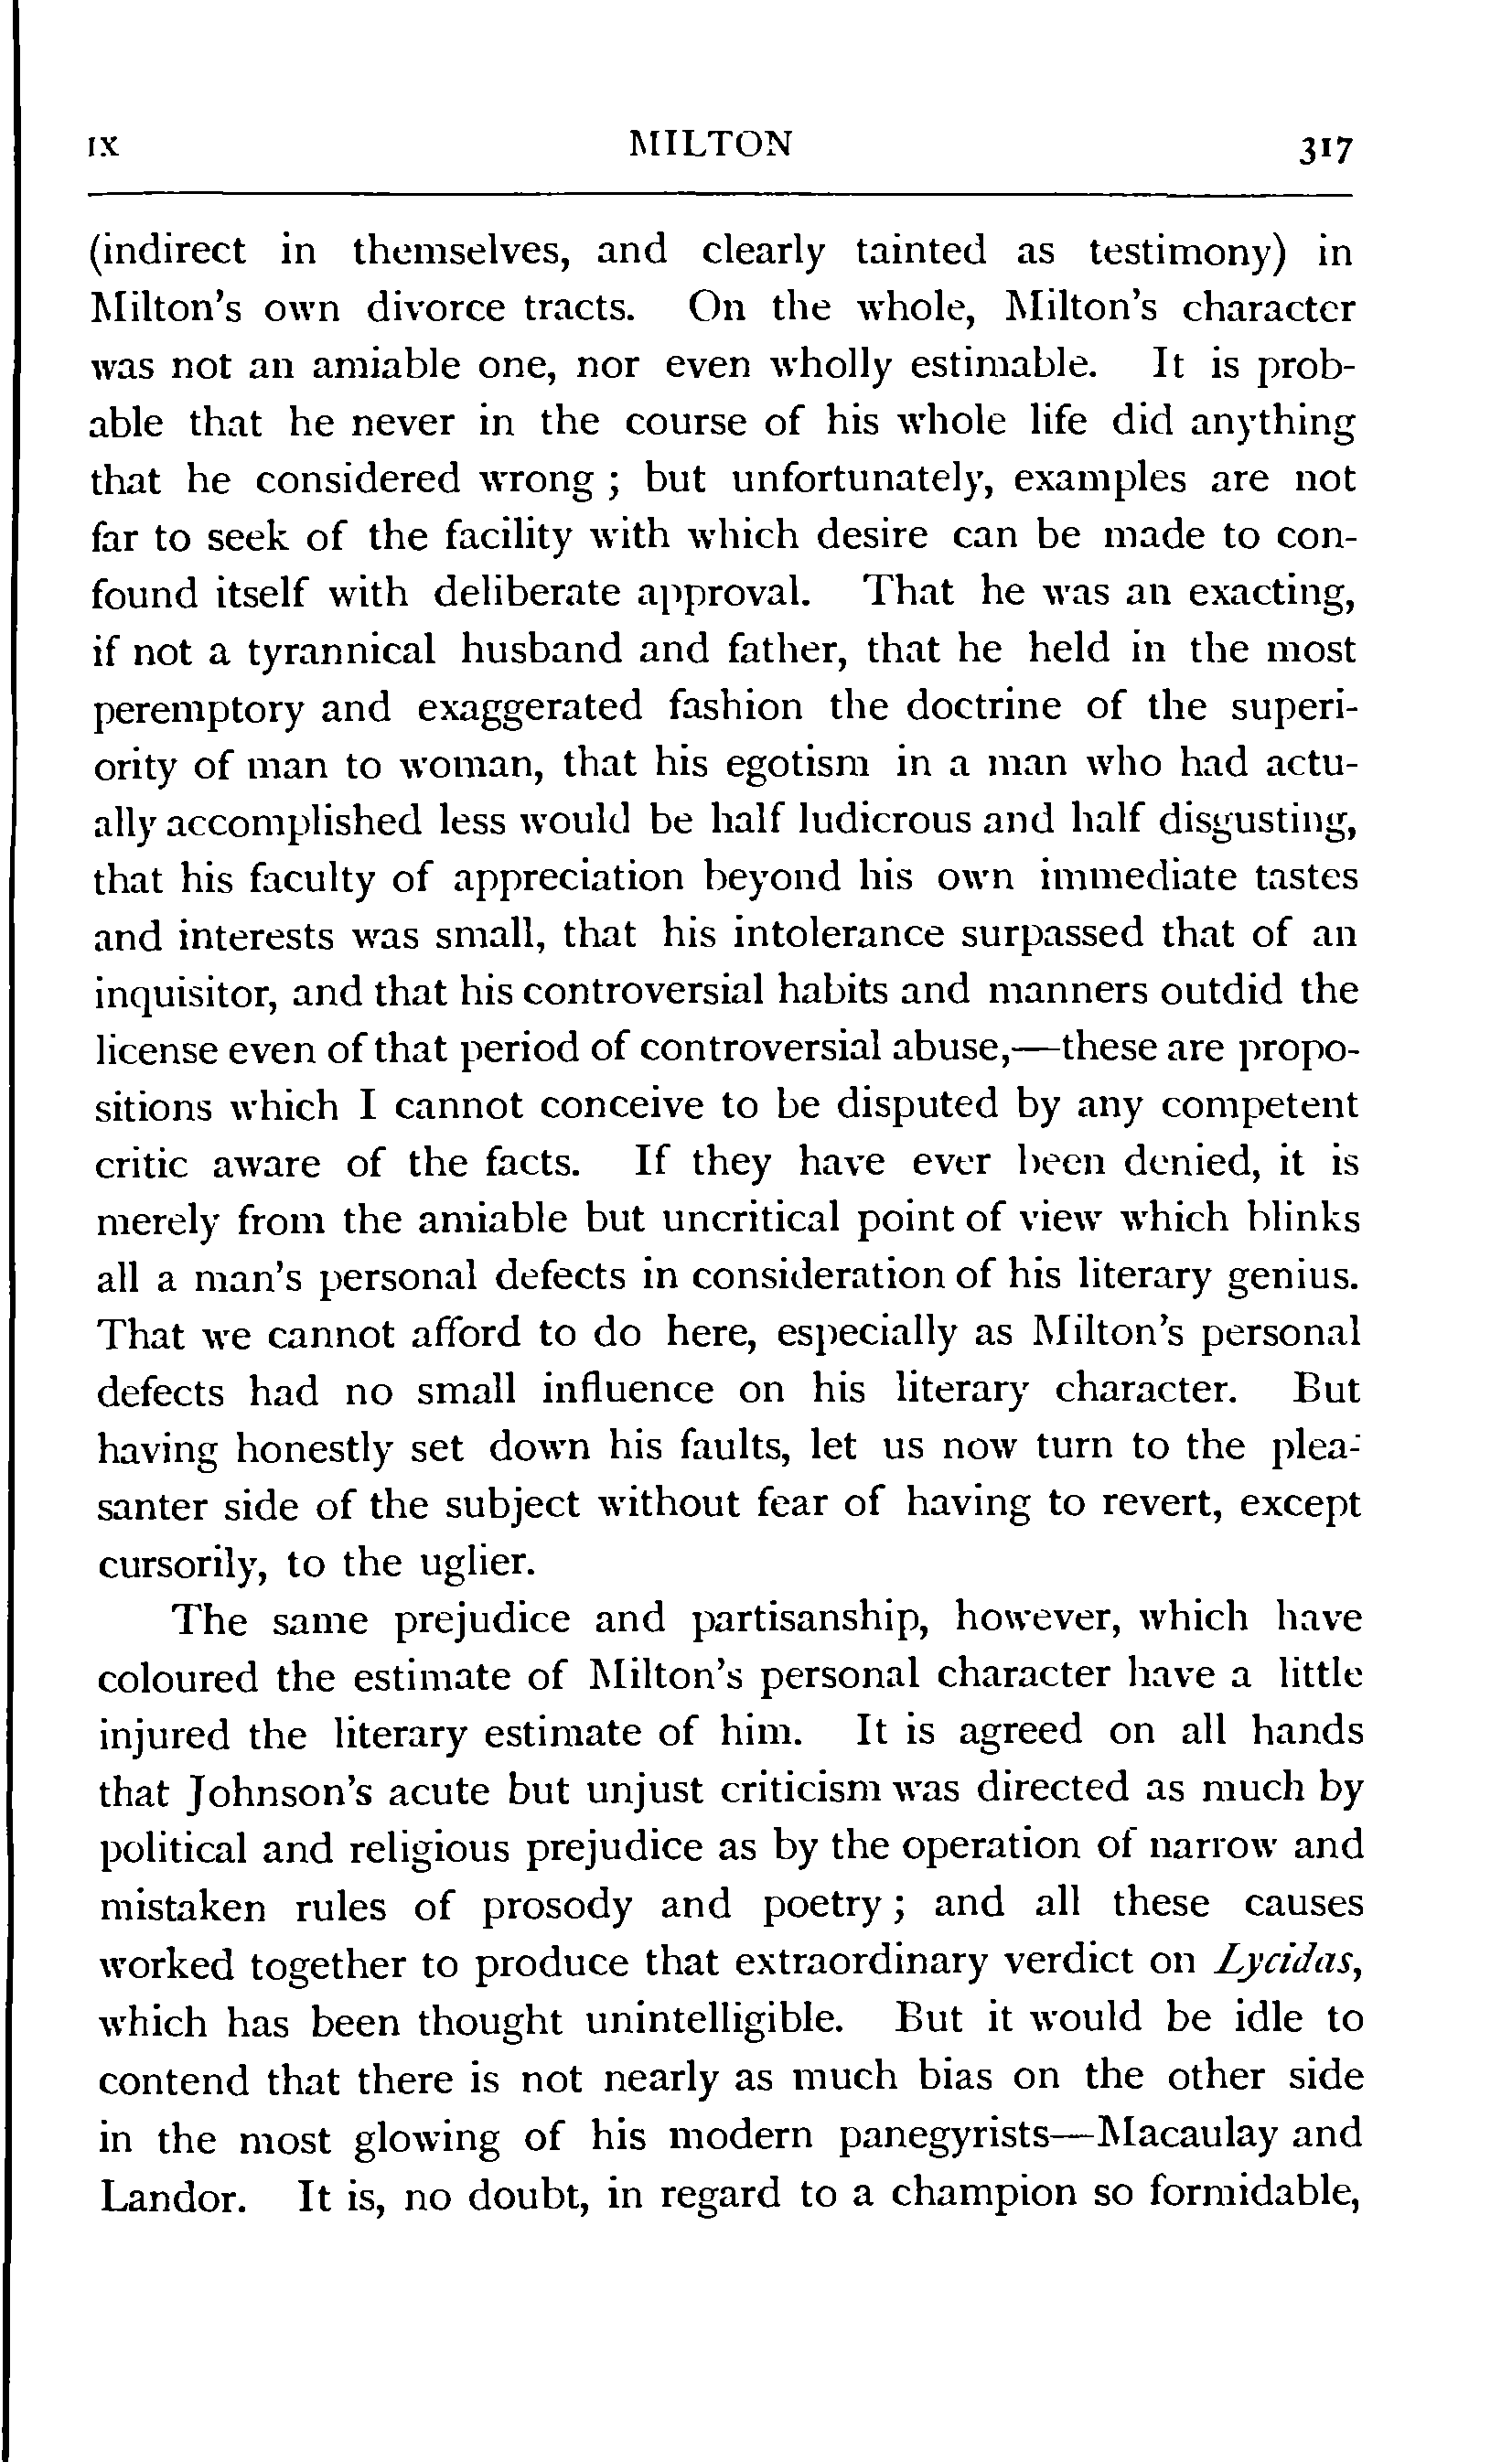 IX MILTON 317
(indirect in themselves, and clearly tainted as testimony) in
Milton's own divorce tracts. On the whole, Milton's character
was not an amiable one, nor even wholly estimable. It is prob-
able that he never in the course of his whole life did anything
that he considered wrong ; but unfortunately, examples are not
far to seek of the facility with which desire can be made to con-
found itself with deliberate approval. That he was an exacting,
if not a tyrannical husband and father, that he held in the most
peremptory and exaggerated fashion the doctrine of the superi-
ority of man to woman, that his egotism in a man who had actu-
ally accomplished less would be half ludicrous and half disgusting,
that his faculty of appreciation beyond his own immediate tastes
and interests was small, that his intolerance surpassed that of an
inquisitor, and that his controversial habits and manners outdid the
license even of that period of controversial abuse,—these are propo-
sitions which I cannot conceive to be disputed by any competent
critic aware of the facts. If they have ever been denied, it is
merely from the amiable but uncritical point of view which blinks
all a man's personal defects in consideration of his literary genius.
That we cannot afford to do here, especially as Milton's personal
defects had no small influence on his literary character. But
having honestly set down his faults, let us now turn to the plea-
santer side of the subject without fear of having to revert, except
cursorily, to the uglier.
The same prejudice and partisanship, however, which have
coloured the estimate of Milton's personal character have a little
injured the literary estimate of him. It is agreed on all hands
that Johnson's acute but unjust criticism was directed as much by
political and religious prejudice as by the operation of narrow and
mistaken rules of prosody and poetry ; and all these causes
worked together to produce that extraordinary verdict on Lycidas,
which has been thought unintelligible. But it would be idle to
contend that there is not nearly as much bias on the other side
in the most glowing of his modern panegyrists—Macaulay and
Landor. It is, no doubt, in regard to a champion so formidable,